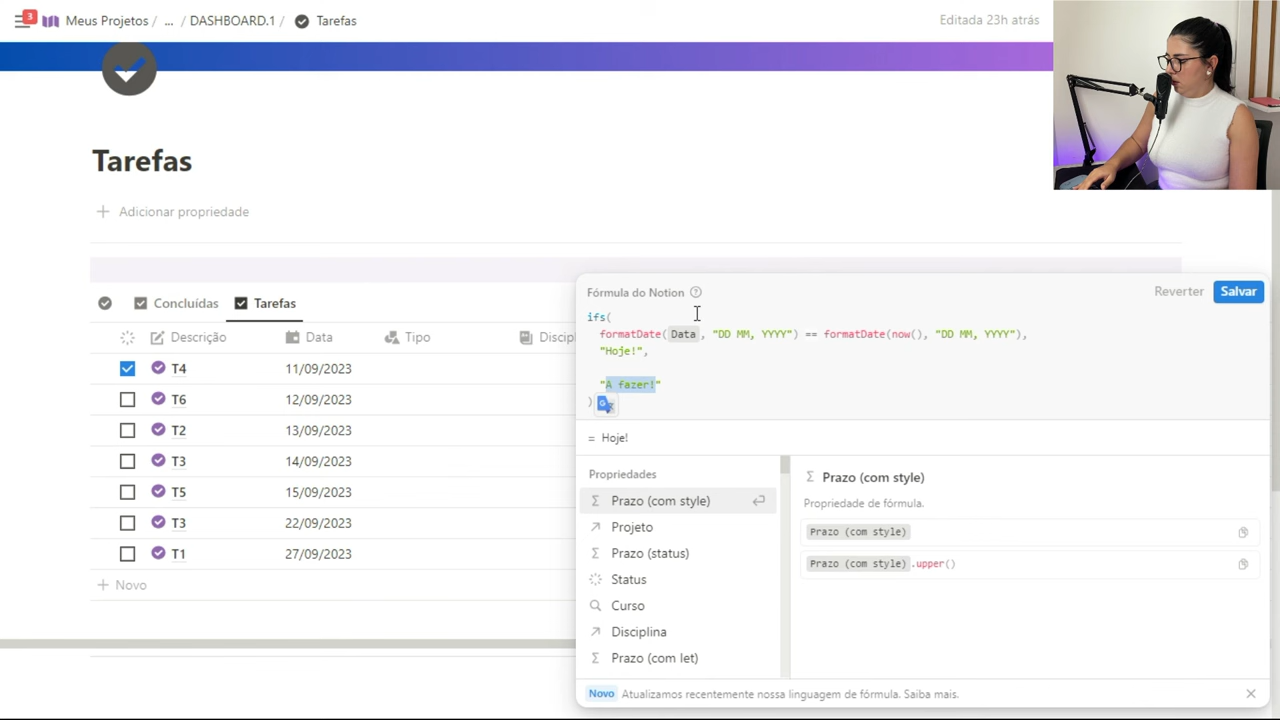 3
Meus Projetos / ... / DASHBOARD.1 / Tarefas
Editada 23h atrás
Tarefas
Adicionar propriedade
Concluídas Tarefas
Descrição Data Tipo Discipl
T4 11/09/2023
T6 12/09/2023
T2 13/09/2023
T3 14/09/2023
T5 15/09/2023
T3 22/09/2023
T1 27/09/2023
+ Novo
Fórmula do Notion ? Reverter Salvar
ifs(
formatDate( Data , "DD MM, YYYY") == formatDate(now(), "DD MM, YYYY"),
"Hoje!",
"A fazer!"
)
= Hoje!
Propriedades
Prazo (com style)
Projeto
Prazo (status)
Status
Curso
Disciplina
Prazo (com let)
Prazo (com style)
Propriedade de fórmula.
Prazo (com style)
Prazo (com style) .upper()
Novo Atualizamos recentemente nossa linguagem de fórmula. Saiba mais.